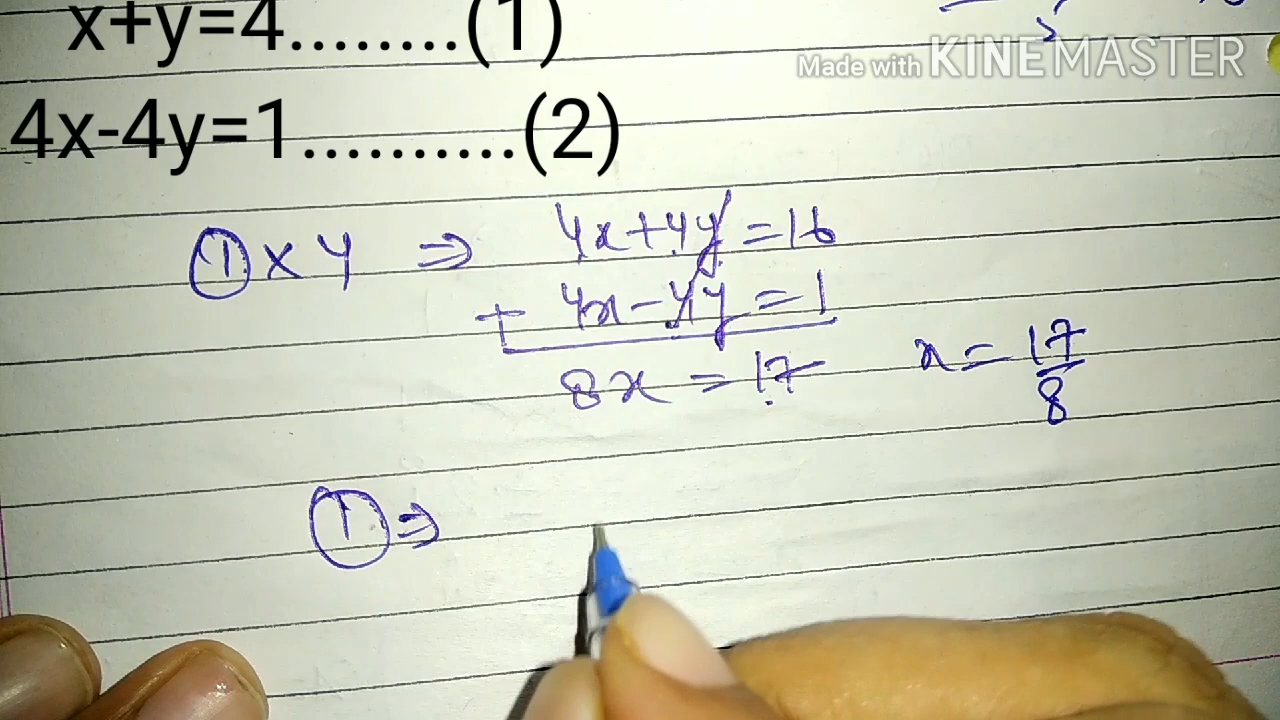 x+y=4........(1)
Made with KINEMASTER
4x-4y=1..........(2)
① x 4 ⇒ 4x+4y=16
+ 4x-4y=1
8x = 17 x = 17/8
① ⇒